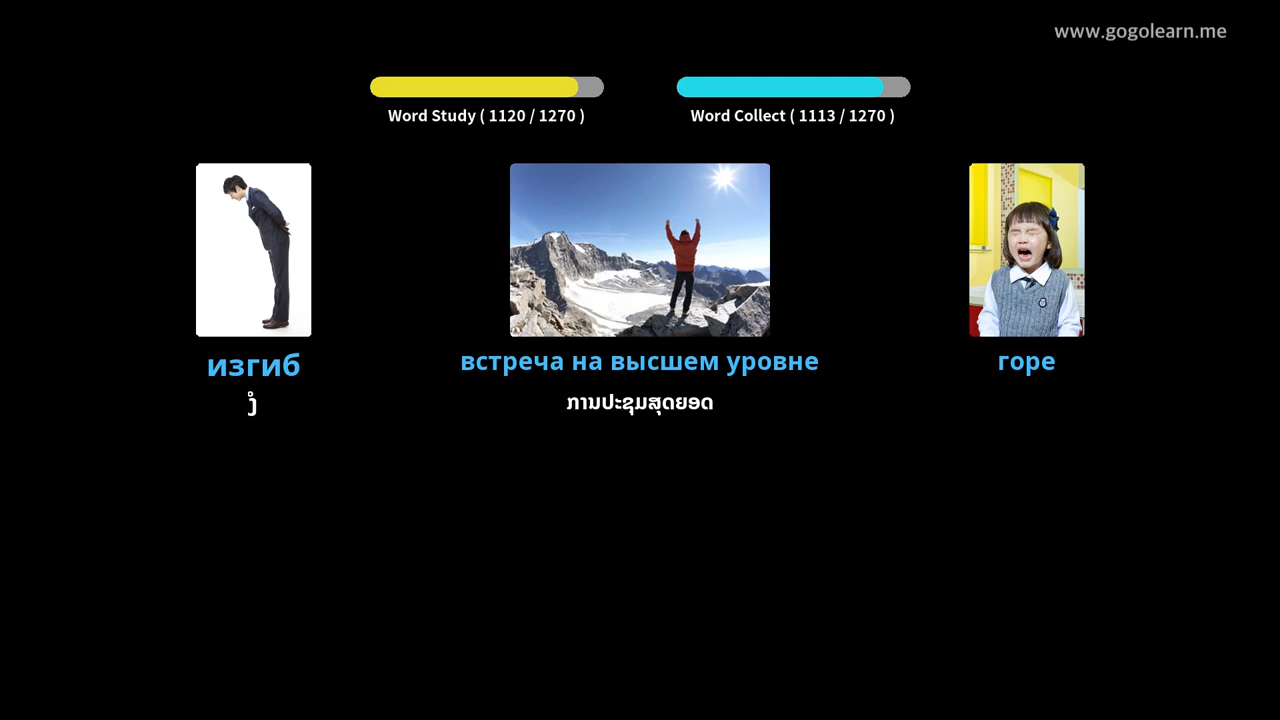 www.gogolearn.me
Word Study ( 1120 / 1270 )
Word Collect ( 1113 / 1270 )
изгиб
встреча на высшем уровне
горе
ງໍ
ການປະຊຸມສຸດຍອດ